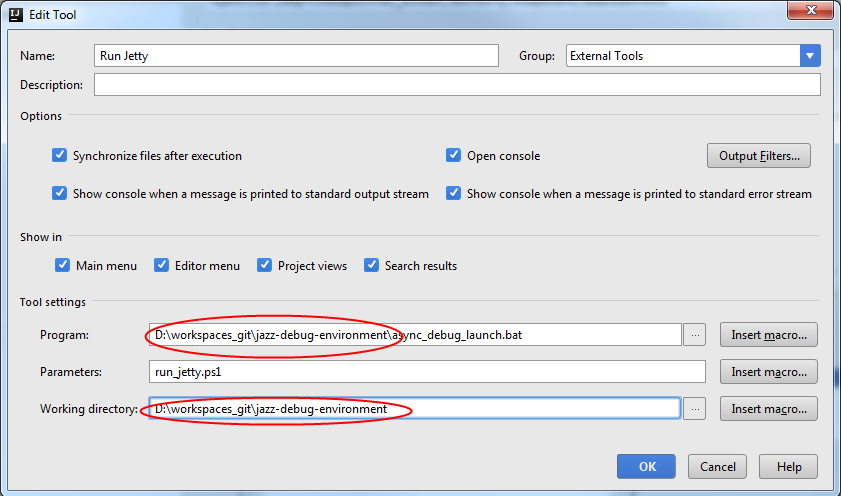 IJ Edit Tool
Name: Run Jetty Group: External Tools
Description:
Options
Synchronize files after execution Open console Output Filters...
Show console when a message is printed to standard output stream Show console when a message is printed to standard error stream
Show in
Main menu Editor menu Project views Search results
Tool settings
Program: D:\workspaces_git\jazz-debug-environment\async_debug_launch.bat ... Insert macro...
Parameters: run_jetty.ps1 Insert macro...
Working directory: D:\workspaces_git\jazz-debug-environment ... Insert macro...
OK Cancel Help